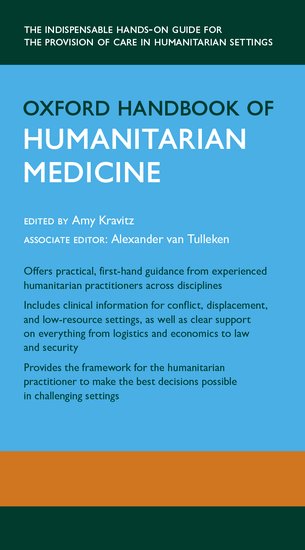 THE INDISPENSABLE HANDS-ON GUIDE FOR
THE PROVISION OF CARE IN HUMANITARIAN SETTINGS
OXFORD HANDBOOK OF
HUMANITARIAN
MEDICINE
EDITED BY Amy Kravitz
ASSOCIATE EDITOR: Alexander van Tulleken
Offers practical, first-hand guidance from experienced
humanitarian practitioners across disciplines
Includes clinical information for conflict, displacement,
and low-resource settings, as well as clear support
on everything from logistics and economics to law
and security
Provides the framework for the humanitarian
practitioner to make the best decisions possible
in challenging settings